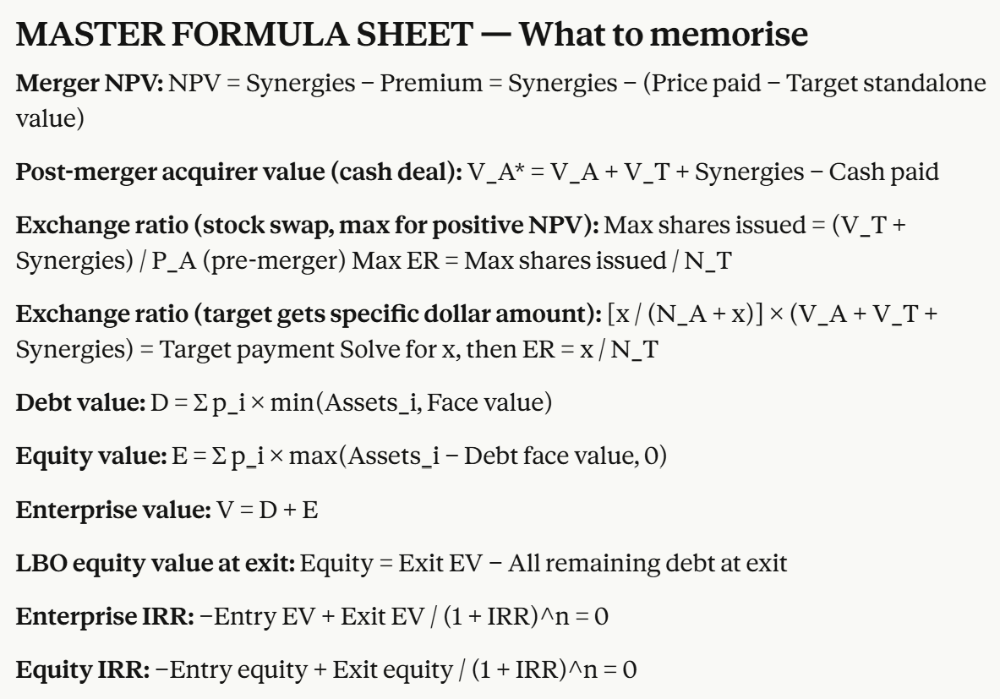 MASTER FORMULA SHEET — What to memorise
Merger NPV: NPV = Synergies − Premium = Synergies − (Price paid − Target standalone
value)
Post-merger acquirer value (cash deal): V_A* = V_A + V_T + Synergies − Cash paid
Exchange ratio (stock swap, max for positive NPV): Max shares issued = (V_T +
Synergies) / P_A (pre-merger) Max ER = Max shares issued / N_T
Exchange ratio (target gets specific dollar amount): [x / (N_A + x)] × (V_A + V_T +
Synergies) = Target payment Solve for x, then ER = x / N_T
Debt value: D = Σ p_i × min(Assets_i, Face value)
Equity value: E = Σ p_i × max(Assets_i − Debt face value, 0)
Enterprise value: V = D + E
LBO equity value at exit: Equity = Exit EV − All remaining debt at exit
Enterprise IRR: −Entry EV + Exit EV / (1 + IRR)^n = 0
Equity IRR: −Entry equity + Exit equity / (1 + IRR)^n = 0